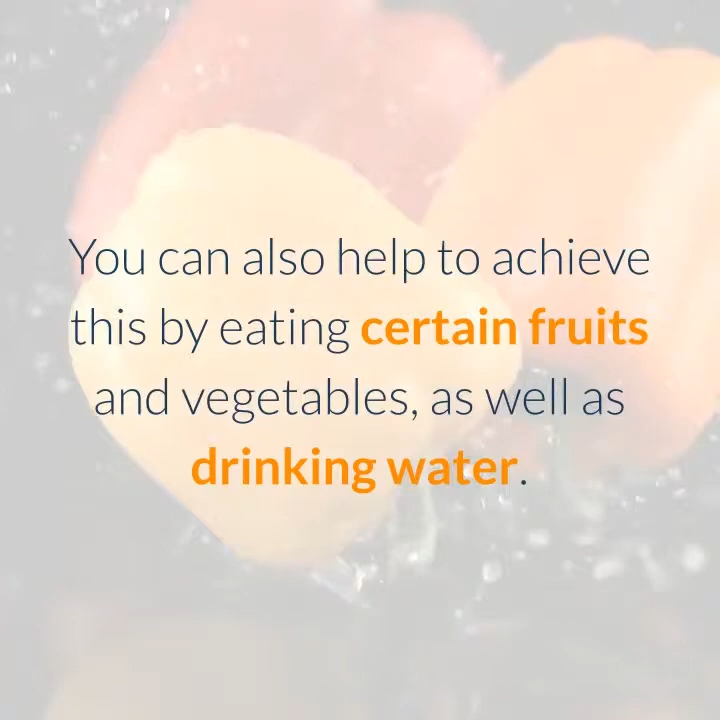 You can also help to achieve
this by eating certain fruits
and vegetables, as well as
drinking water.